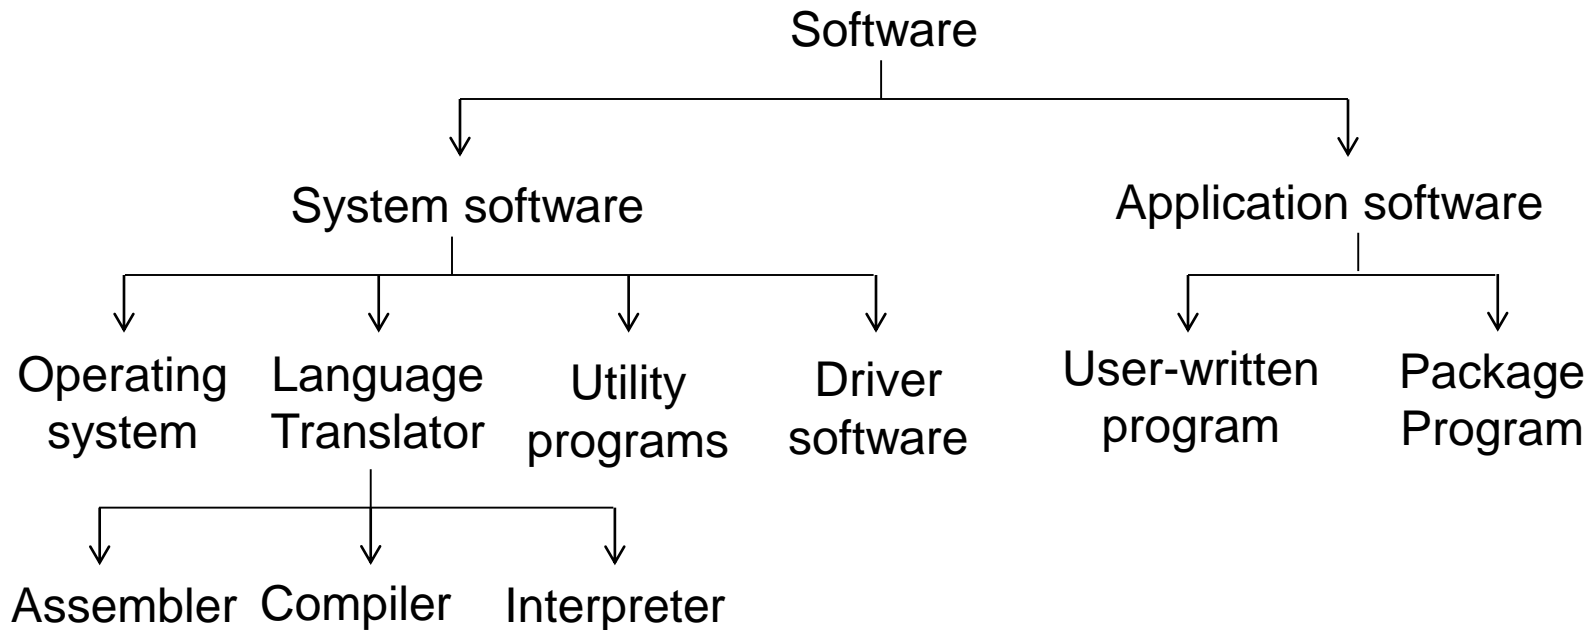 Software
System software
Application software
Operating
system
Language
Translator
Utility
programs
Driver
software
User-written
program
Package
Program
Assembler
Compiler
Interpreter